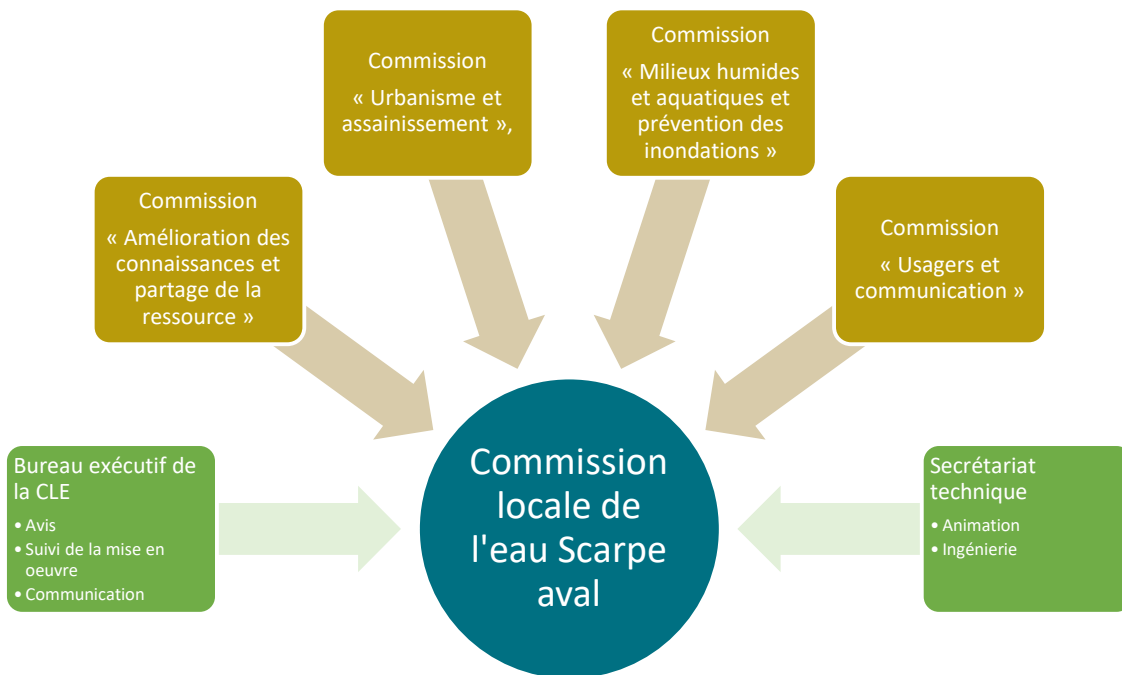 Commission
« Amélioration des
connaissances et
partage de la
ressource »
Commission
« Urbanisme et
assainissement »,
Commission
« Milieux humides
et aquatiques et
prévention des
inondations »
Commission
« Usagers et
communication »
Bureau exécutif de
la CLE
• Avis
• Suivi de la mise en
oeuvre
• Communication
Commission
locale de
l'eau Scarpe
aval
Secrétariat
technique
• Animation
• Ingénierie